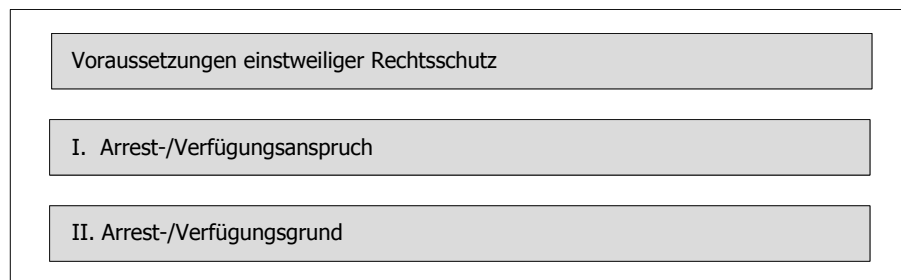 Voraussetzungen einstweiliger Rechtsschutz
I. Arrest-/Verfügungsanspruch
II. Arrest-/Verfügungsgrund